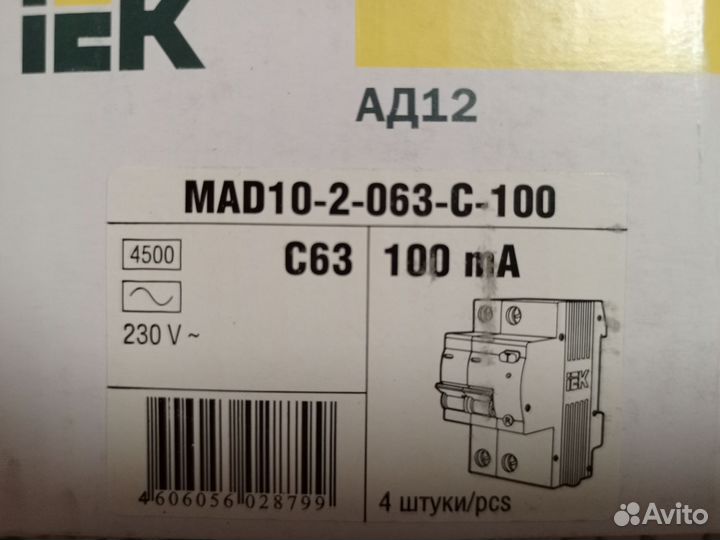 iEK
АД12
MAD10-2-063-C-100
4500
C63
100 mA
230 V ~
T
iEK
®
4 606056 028799
4 штуки/pcs
Avito